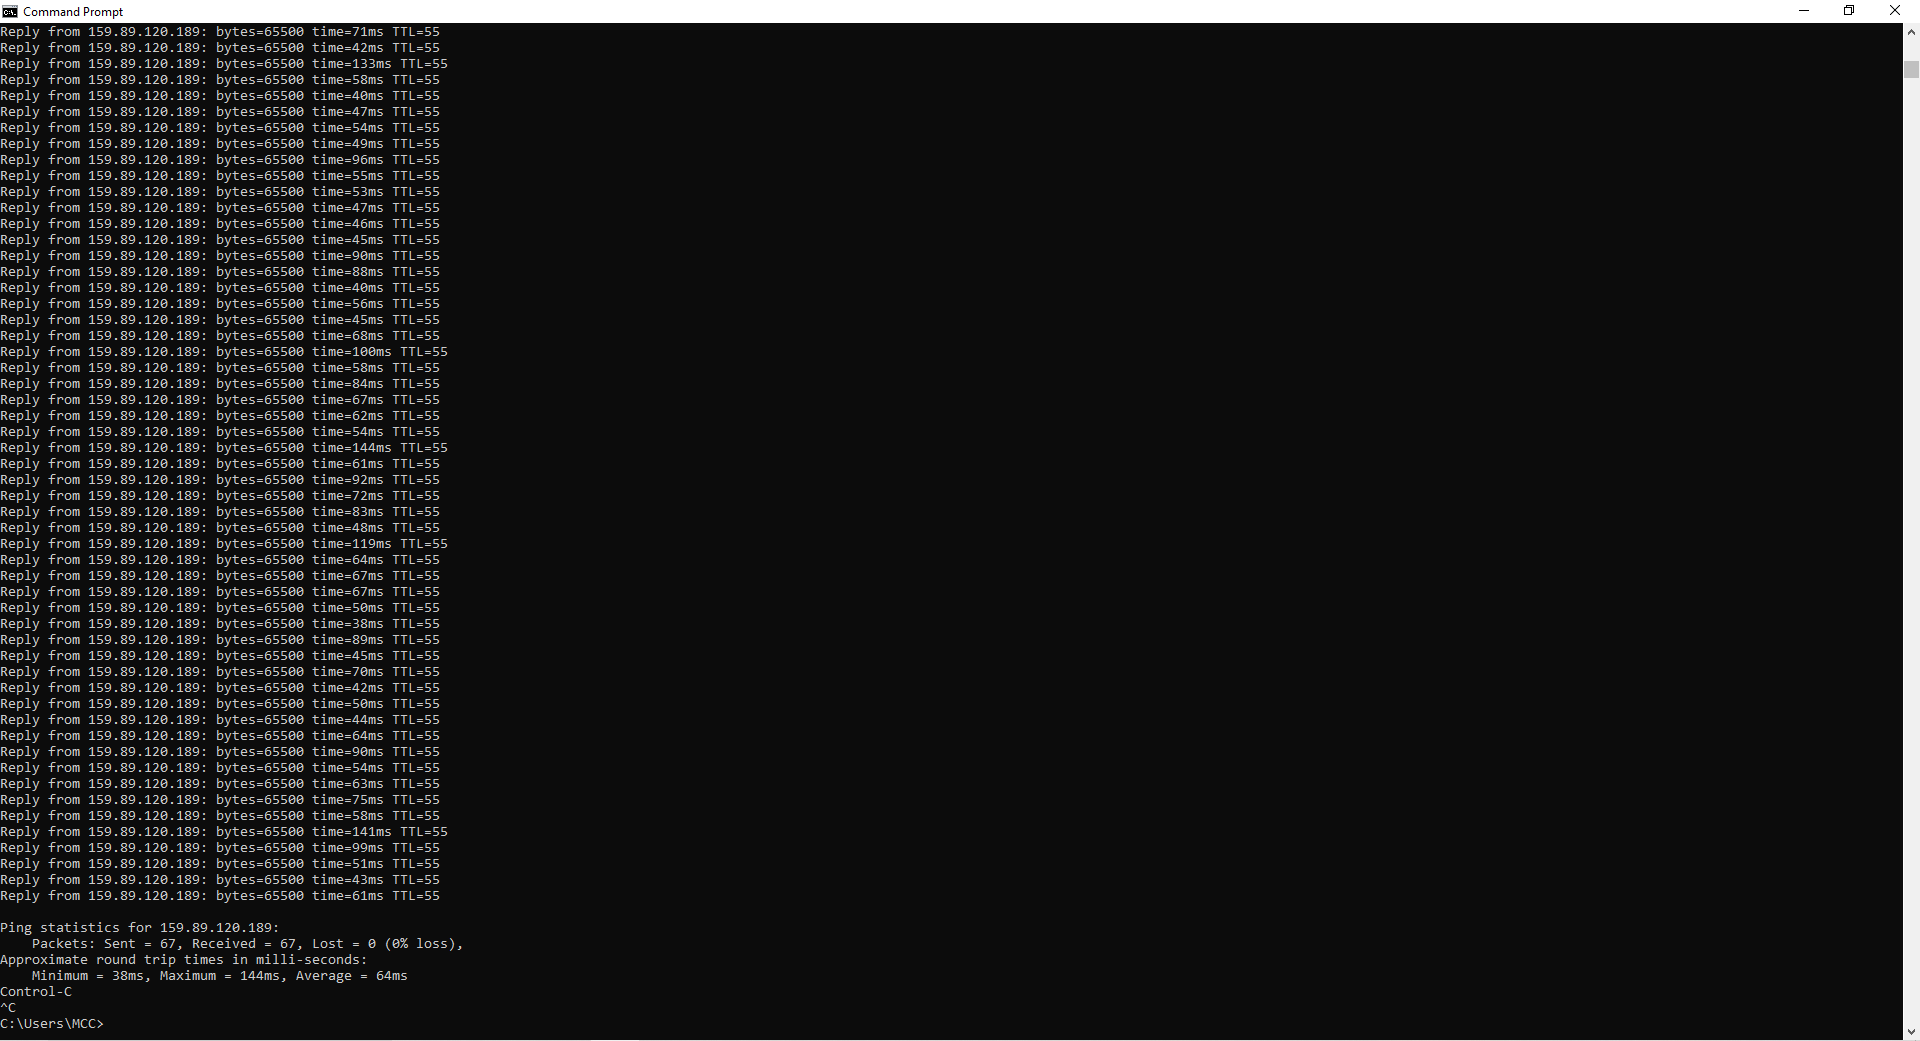 Command Prompt
Reply from 159.89.120.189: bytes=65500 time=71ms TTL=55
Reply from 159.89.120.189: bytes=65500 time=42ms TTL=55
Reply from 159.89.120.189: bytes=65500 time=133ms TTL=55
Reply from 159.89.120.189: bytes=65500 time=58ms TTL=55
Reply from 159.89.120.189: bytes=65500 time=40ms TTL=55
Reply from 159.89.120.189: bytes=65500 time=47ms TTL=55
Reply from 159.89.120.189: bytes=65500 time=54ms TTL=55
Reply from 159.89.120.189: bytes=65500 time=49ms TTL=55
Reply from 159.89.120.189: bytes=65500 time=96ms TTL=55
Reply from 159.89.120.189: bytes=65500 time=55ms TTL=55
Reply from 159.89.120.189: bytes=65500 time=53ms TTL=55
Reply from 159.89.120.189: bytes=65500 time=47ms TTL=55
Reply from 159.89.120.189: bytes=65500 time=46ms TTL=55
Reply from 159.89.120.189: bytes=65500 time=45ms TTL=55
Reply from 159.89.120.189: bytes=65500 time=90ms TTL=55
Reply from 159.89.120.189: bytes=65500 time=88ms TTL=55
Reply from 159.89.120.189: bytes=65500 time=40ms TTL=55
Reply from 159.89.120.189: bytes=65500 time=56ms TTL=55
Reply from 159.89.120.189: bytes=65500 time=45ms TTL=55
Reply from 159.89.120.189: bytes=65500 time=68ms TTL=55
Reply from 159.89.120.189: bytes=65500 time=100ms TTL=55
Reply from 159.89.120.189: bytes=65500 time=58ms TTL=55
Reply from 159.89.120.189: bytes=65500 time=84ms TTL=55
Reply from 159.89.120.189: bytes=65500 time=67ms TTL=55
Reply from 159.89.120.189: bytes=65500 time=62ms TTL=55
Reply from 159.89.120.189: bytes=65500 time=54ms TTL=55
Reply from 159.89.120.189: bytes=65500 time=144ms TTL=55
Reply from 159.89.120.189: bytes=65500 time=61ms TTL=55
Reply from 159.89.120.189: bytes=65500 time=92ms TTL=55
Reply from 159.89.120.189: bytes=65500 time=72ms TTL=55
Reply from 159.89.120.189: bytes=65500 time=83ms TTL=55
Reply from 159.89.120.189: bytes=65500 time=48ms TTL=55
Reply from 159.89.120.189: bytes=65500 time=119ms TTL=55
Reply from 159.89.120.189: bytes=65500 time=64ms TTL=55
Reply from 159.89.120.189: bytes=65500 time=67ms TTL=55
Reply from 159.89.120.189: bytes=65500 time=67ms TTL=55
Reply from 159.89.120.189: bytes=65500 time=50ms TTL=55
Reply from 159.89.120.189: bytes=65500 time=38ms TTL=55
Reply from 159.89.120.189: bytes=65500 time=89ms TTL=55
Reply from 159.89.120.189: bytes=65500 time=45ms TTL=55
Reply from 159.89.120.189: bytes=65500 time=70ms TTL=55
Reply from 159.89.120.189: bytes=65500 time=42ms TTL=55
Reply from 159.89.120.189: bytes=65500 time=50ms TTL=55
Reply from 159.89.120.189: bytes=65500 time=44ms TTL=55
Reply from 159.89.120.189: bytes=65500 time=64ms TTL=55
Reply from 159.89.120.189: bytes=65500 time=90ms TTL=55
Reply from 159.89.120.189: bytes=65500 time=54ms TTL=55
Reply from 159.89.120.189: bytes=65500 time=63ms TTL=55
Reply from 159.89.120.189: bytes=65500 time=75ms TTL=55
Reply from 159.89.120.189: bytes=65500 time=58ms TTL=55
Reply from 159.89.120.189: bytes=65500 time=141ms TTL=55
Reply from 159.89.120.189: bytes=65500 time=99ms TTL=55
Reply from 159.89.120.189: bytes=65500 time=51ms TTL=55
Reply from 159.89.120.189: bytes=65500 time=43ms TTL=55
Reply from 159.89.120.189: bytes=65500 time=61ms TTL=55
Ping statistics for 159.89.120.189:
Packets: Sent = 67, Received = 67, Lost = 0 (0% loss),
Approximate round trip times in milli-seconds:
Minimum = 38ms, Maximum = 144ms, Average = 64ms
Control-C
^C
C:\Users\MCC>